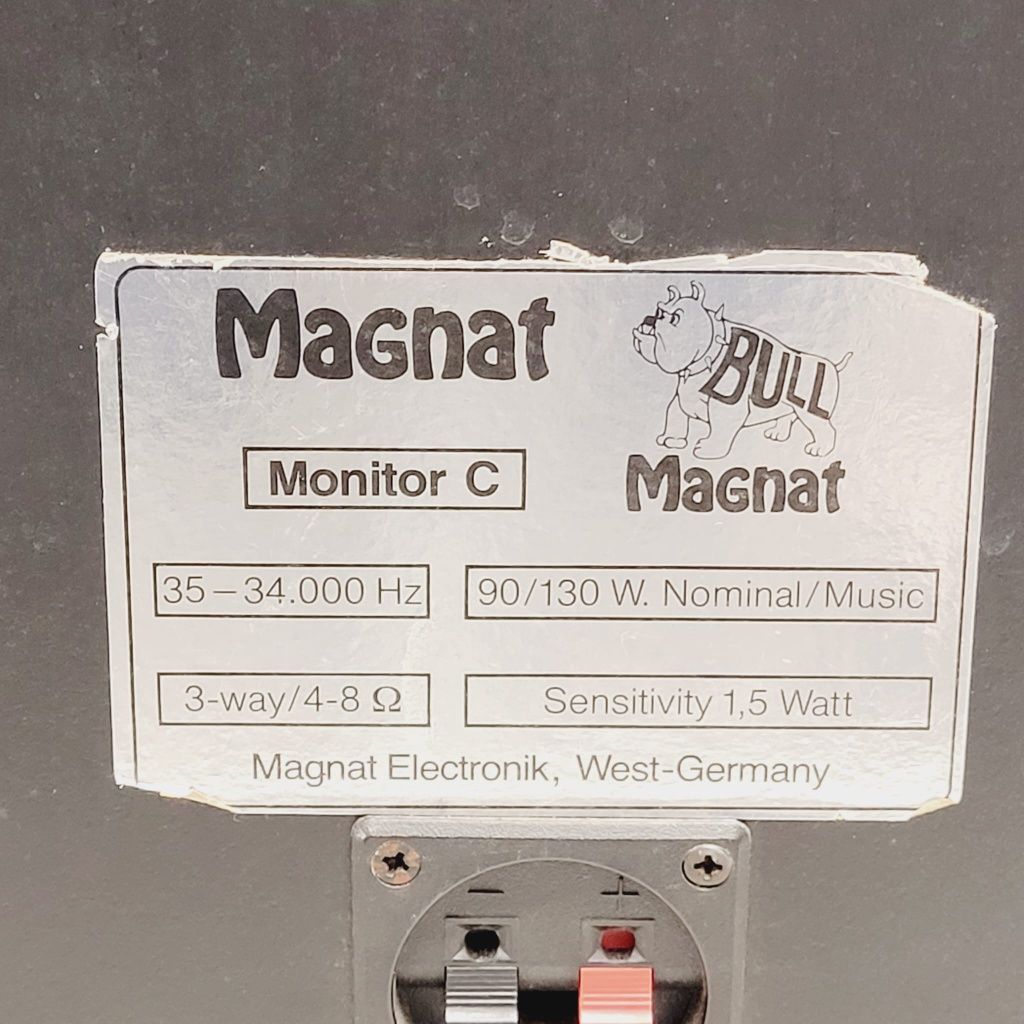 Magnat
BULL
Monitor C
Magnat
35–34.000 Hz
90/130 W. Nominal/Music
3-way/4-8 Ω
Sensitivity 1,5 Watt
Magnat Electronik, West-Germany
− +